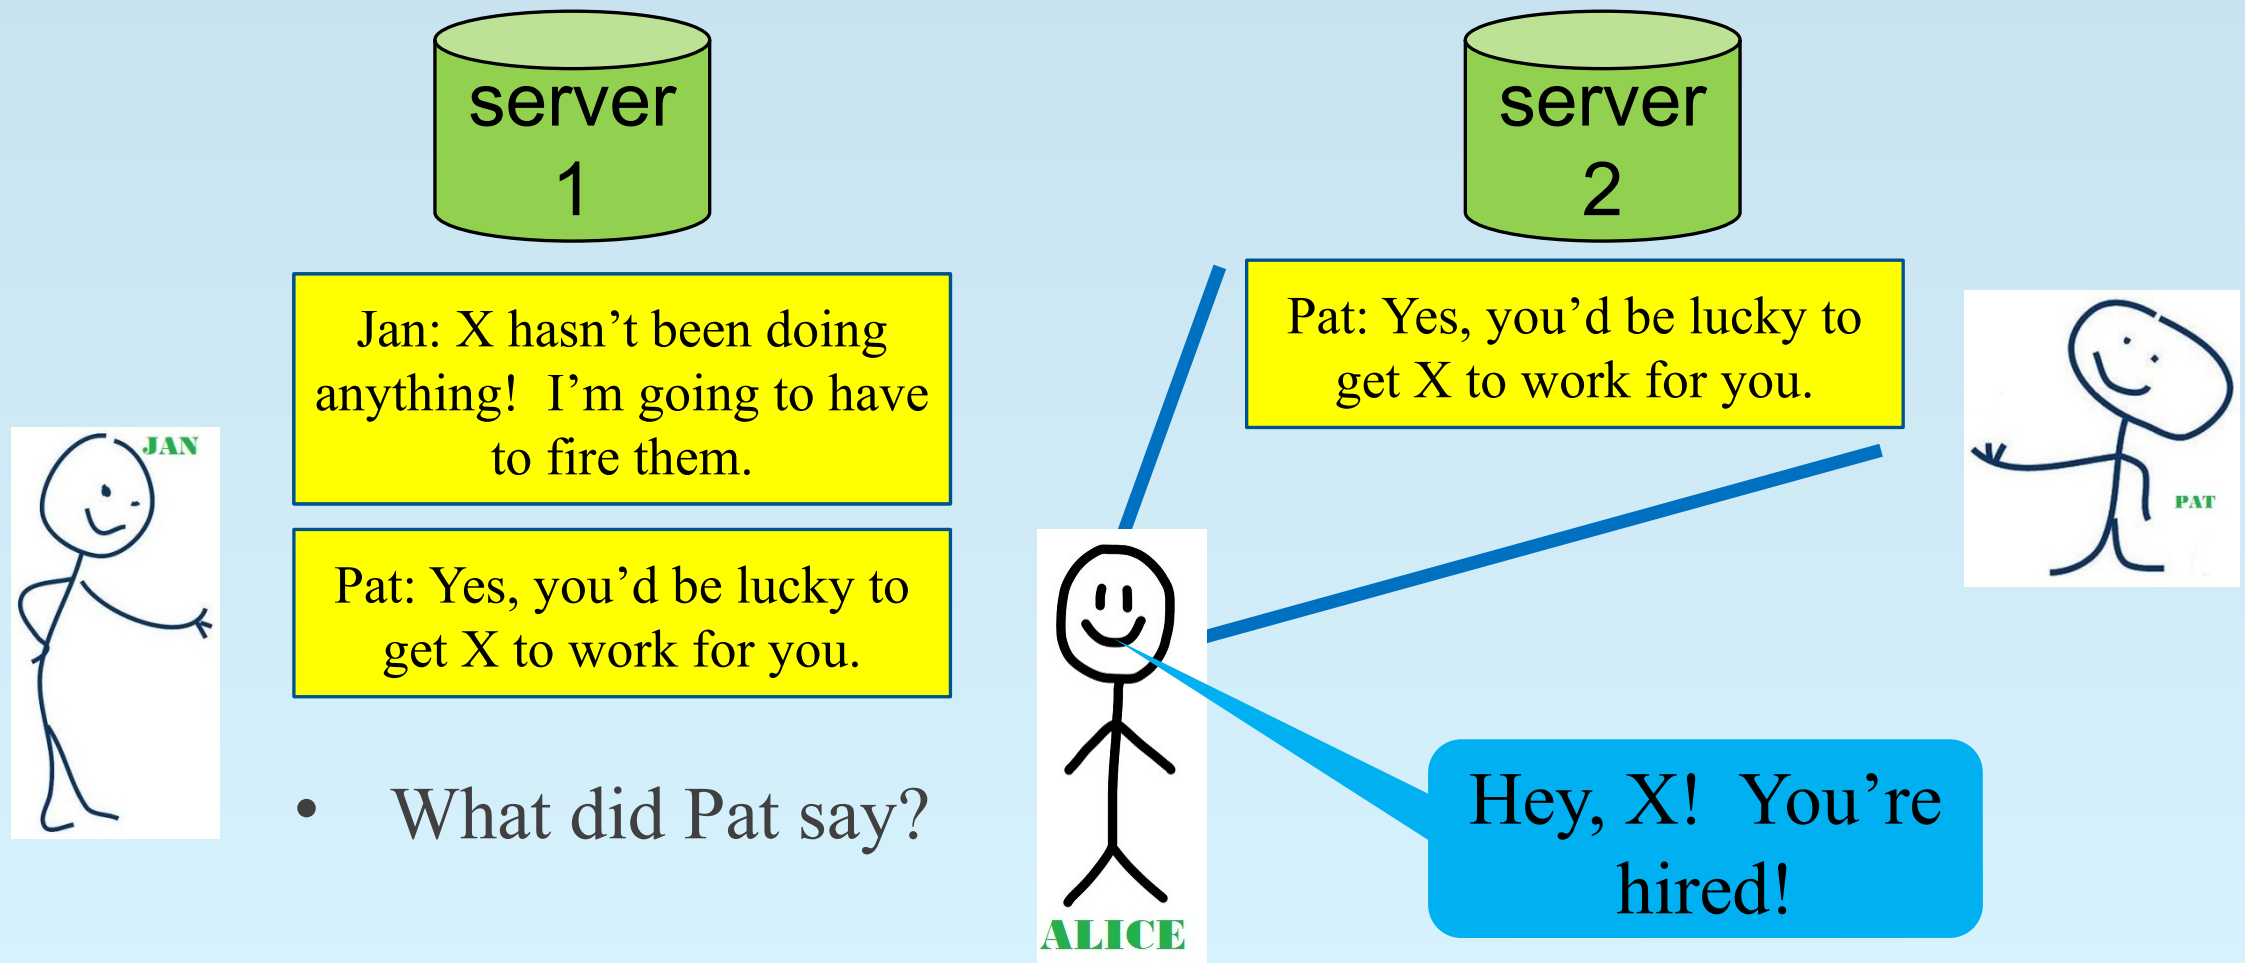 server
1
server
2
Jan: X hasn’t been doing
anything!  I’m going to have
to fire them.
Pat: Yes, you’d be lucky to
get X to work for you.
Pat: Yes, you’d be lucky to
get X to work for you.
JAN
PAT
• What did Pat say?
Hey, X!  You’re
hired!
ALICE